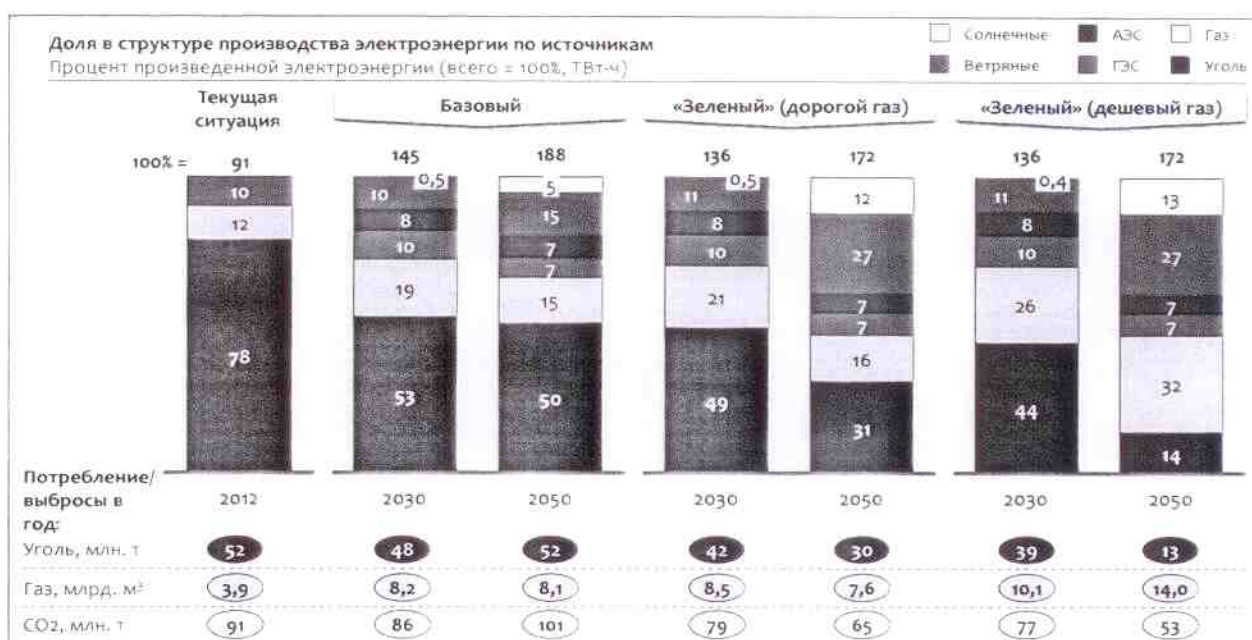 Доля в структуре производства электроэнергии по источникам
Процент произведенной электроэнергии (всего = 100%, ТВт-ч)
Солнечные АЭС Газ
Ветряные ГЭС Уголь
Текущая ситуация
Базовый
«Зеленый» (дорогой газ)
«Зеленый» (дешевый газ)
100% = 91 145 188 136 172 136 172
10
12
78
0,5
10
8
10
19
53
5
15
7
7
15
50
0,5
11
8
10
21
49
12
27
7
7
16
31
0,4
11
8
10
26
44
13
27
7
7
32
14
Потребление/
выбросы в
год:
2012 2030 2050 2030 2050 2030 2050
Уголь, млн. т 52 48 52 42 30 39 13
Газ, млрд. м³ 3,9 8,2 8,1 8,5 7,6 10,1 14,0
СО2, млн. т 91 86 101 79 65 77 53